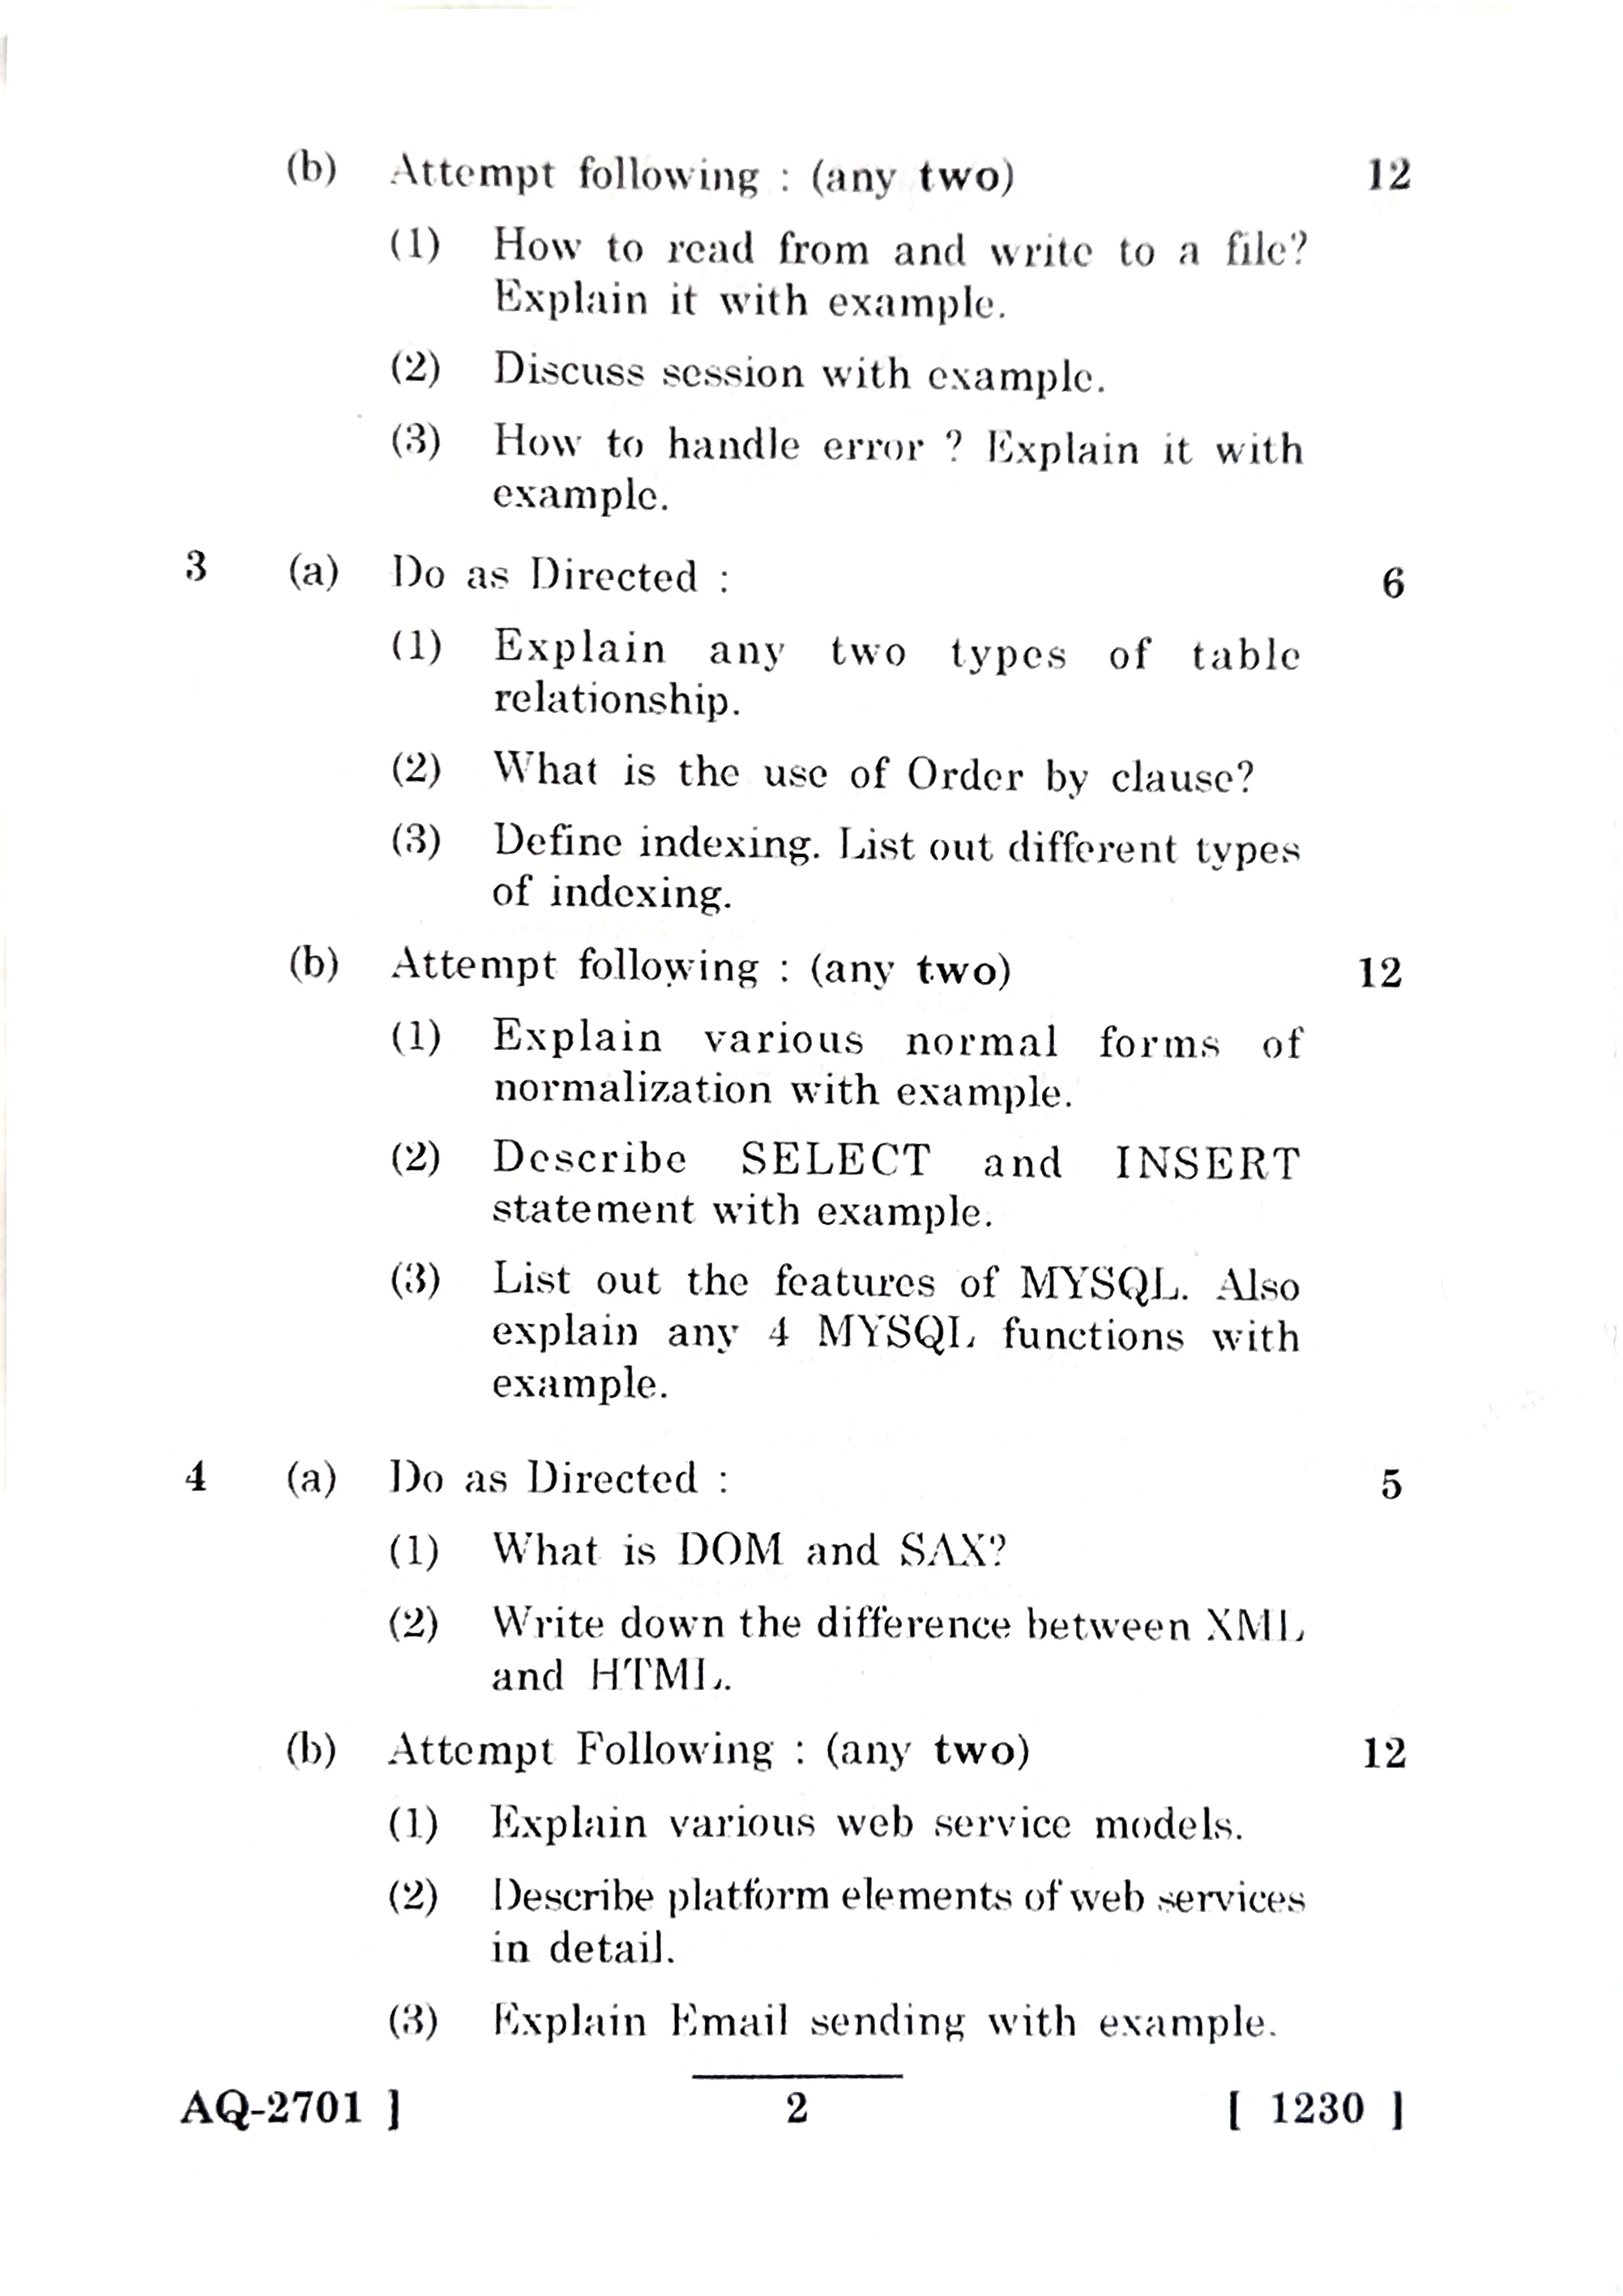 (b) Attempt following : (any two) 12
(1) How to read from and write to a file?
Explain it with example.
(2) Discuss session with example.
(3) How to handle error ? Explain it with
example.
3 (a) Do as Directed : 6
(1) Explain any two types of table
relationship.
(2) What is the use of Order by clause?
(3) Define indexing. List out different types
of indexing.
(b) Attempt following : (any two) 12
(1) Explain various normal forms of
normalization with example.
(2) Describe SELECT and INSERT
statement with example.
(3) List out the features of MYSQL. Also
explain any 4 MYSQL functions with
example.
4 (a) Do as Directed : 5
(1) What is DOM and SAX?
(2) Write down the difference between XML
and HTML.
(b) Attempt Following : (any two) 12
(1) Explain various web service models.
(2) Describe platform elements of web services
in detail.
(3) Explain Email sending with example.
AQ-2701 ] 2 [ 1230 ]